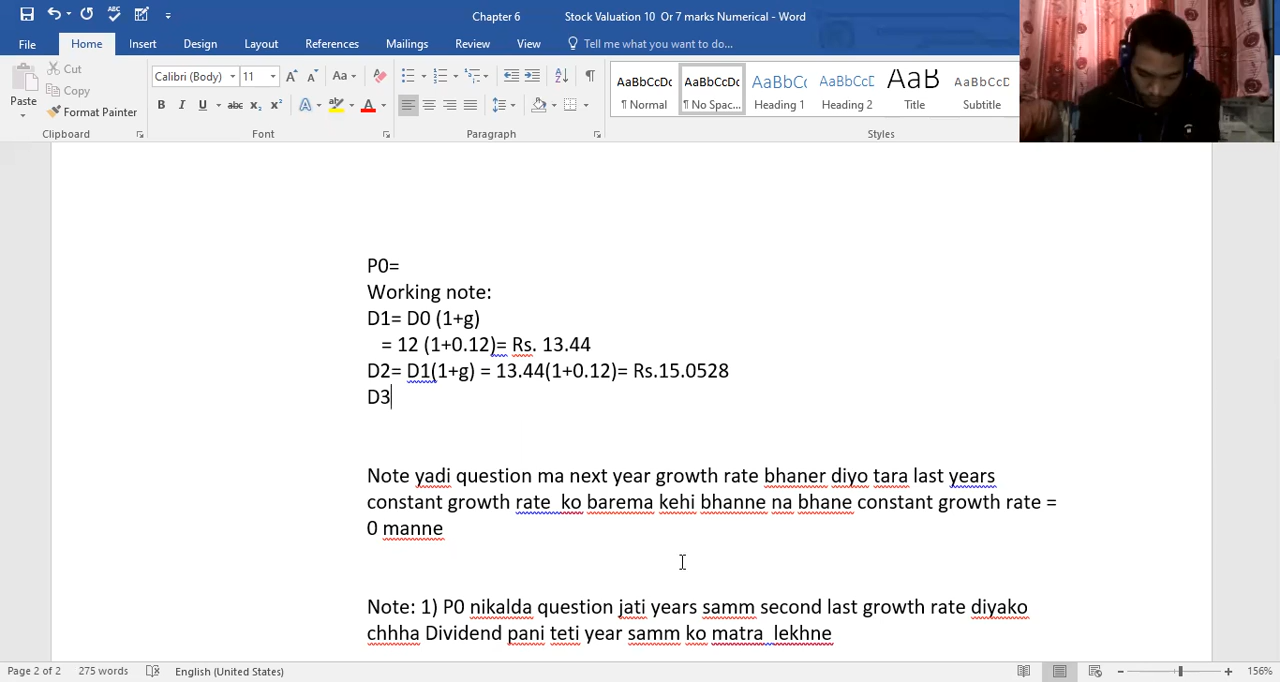 Chapter 6 Stock Valuation 10 Or 7 marks Numerical - Word
File Home Insert Design Layout References Mailings Review View Tell me what you want to do...
Paste
Cut
Copy
Format Painter
Calibri (Body) 11
AaBbCcDc ¶ Normal
AaBbCcDc ¶ No Spac...
AaBbCc Heading 1
AaBbCcE Heading 2
AaB Title
AaBbCcD Subtitle
Clipboard Font Paragraph Styles
P0=
Working note:
D1= D0 (1+g)
= 12 (1+0.12)= Rs. 13.44
D2= D1(1+g) = 13.44(1+0.12)= Rs.15.0528
D3
Note yadi question ma next year growth rate bhaner diyo tara last years
constant growth rate ko barema kehi bhanne na bhane constant growth rate =
0 manne
Note: 1) P0 nikalda question jati years samm second last growth rate diyako
chhha Dividend pani teti year samm ko matra lekhne
Page 2 of 2 275 words English (United States) 156%